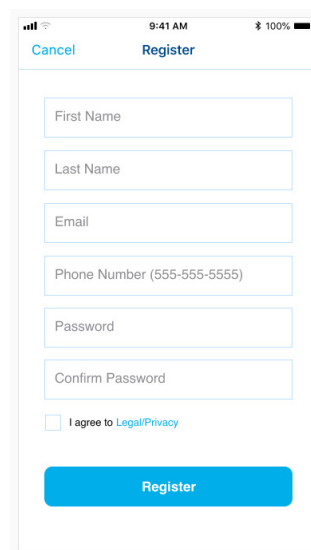 9:41 AM 100%
Cancel Register
First Name
Last Name
Email
Phone Number (555-555-5555)
Password
Confirm Password
I agree to Legal/Privacy
Register